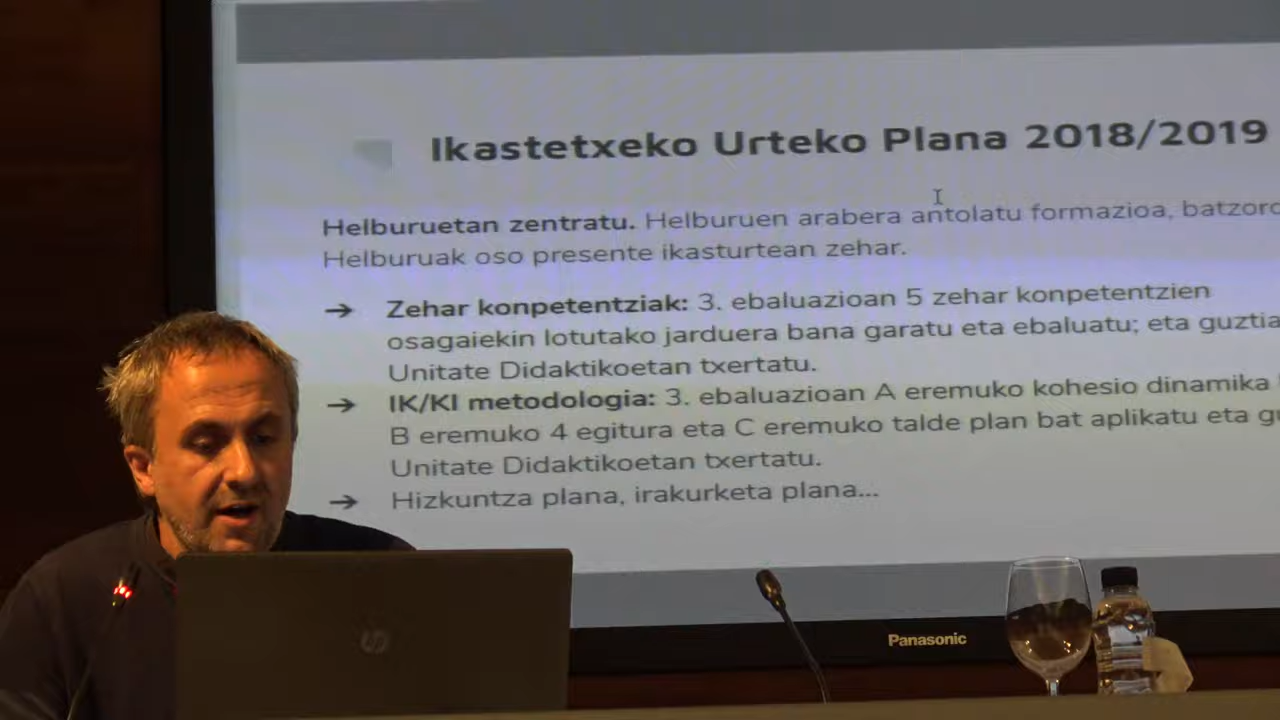 Ikastetxeko Urteko Plana 2018/2019
Helburuetan zentratu. Helburuen arabera antolatu formazioa,
Helburuak oso presente ikasturtean zehar.
→ Zehar konpetentziak: 3. ebaluazioan 5 zehar konpetentzien
osagaiekin lotutako jarduera bana garatu eta ebaluatu; eta
Unitate Didaktikoetan txertatu.
→ IK/KI metodologia: 3. ebaluazioan A eremuko kohesio dinamika
B eremuko 4 egitura eta C eremuko talde plan bat aplikatu eta
Unitate Didaktikoetan txertatu.
→ Hizkuntza plana, irakurketa plana...
hp
Panasonic